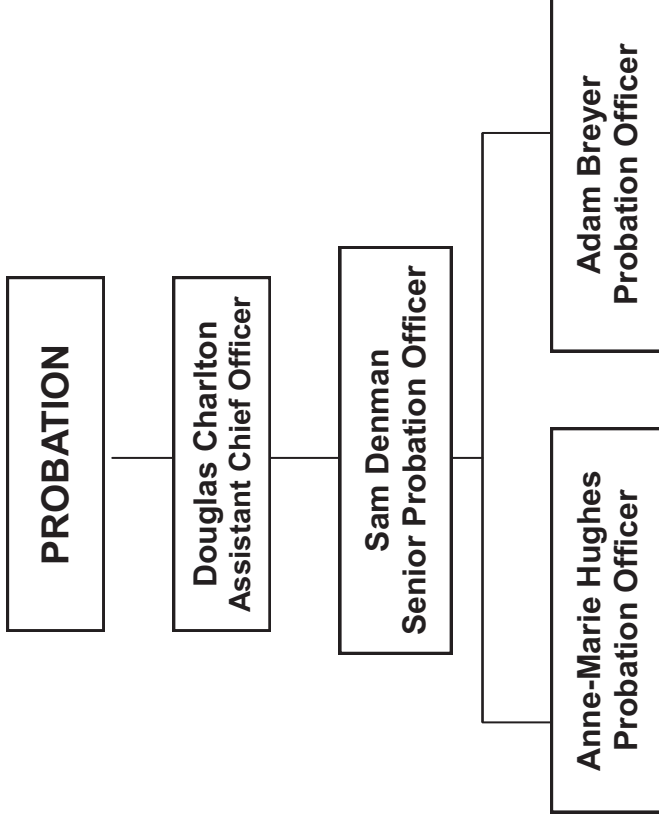 PROBATION
Douglas Charlton
Assistant Chief Officer
Sam Denman
Senior Probation Officer
Anne-Marie Hughes
Probation Officer
Adam Breyer
Probation Officer